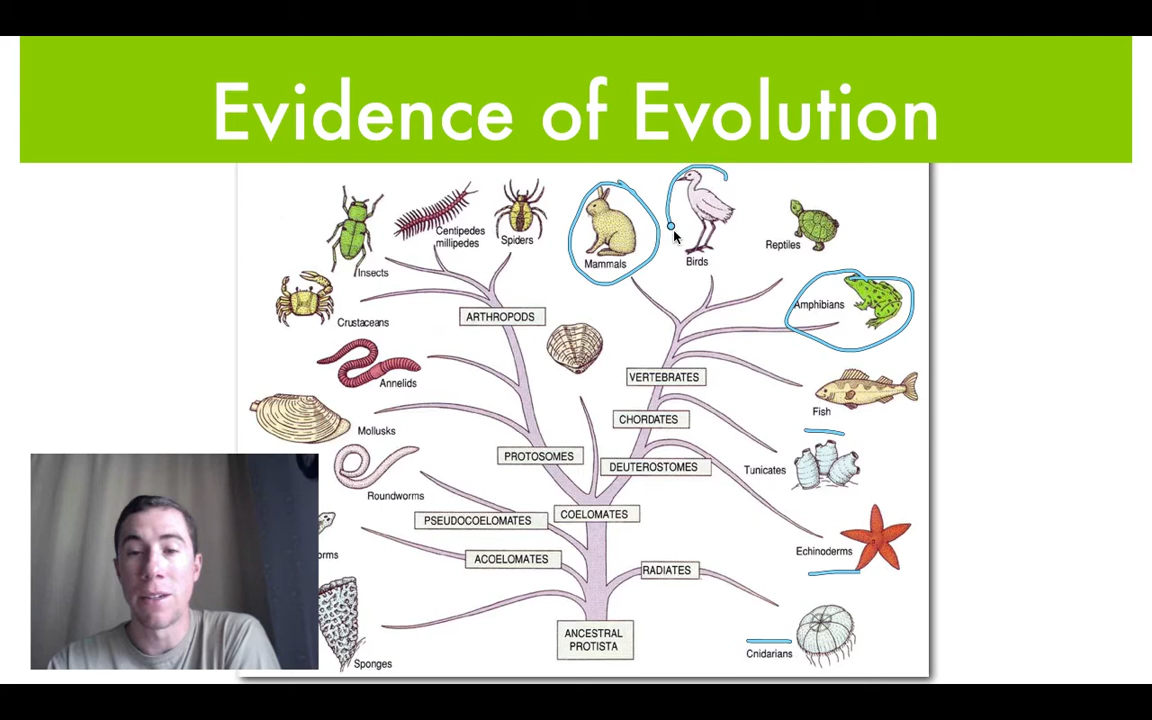 Evidence of Evolution
Centipedes
millipedes
Spiders
Insects
Mammals
Birds
Reptiles
Amphibians
Crustaceans
ARTHROPODS
Annelids
VERTEBRATES
Fish
Mollusks
CHORDATES
PROTOSOMES
DEUTEROSTOMES
Tunicates
Roundworms
PSEUDOCOELOMATES
COELOMATES
orms
ACOELOMATES
RADIATES
Echinoderms
ANCESTRAL
PROTISTA
Cnidarians
Sponges